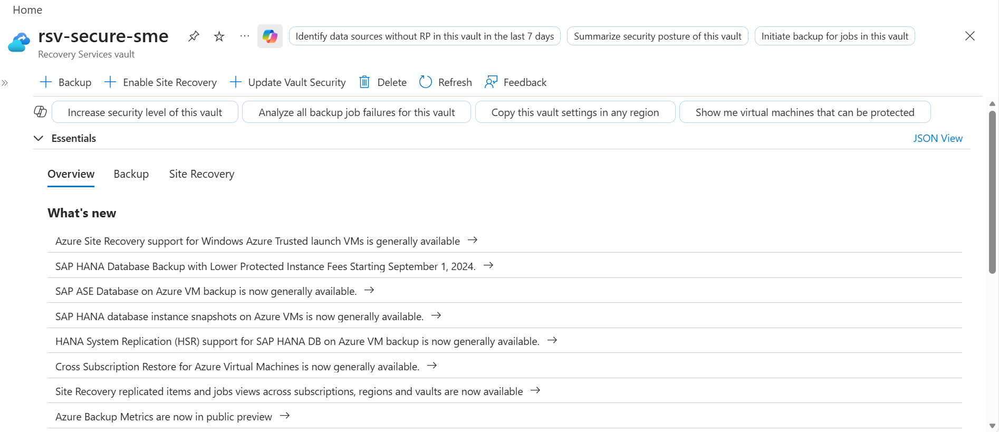 Home
rsv-secure-sme
Identify data sources without RP in this vault in the last 7 days
Summarize security posture of this vault
Initiate backup for jobs in this vault
Recovery Services vault
Backup
Enable Site Recovery
Update Vault Security
Delete
Refresh
Feedback
Increase security level of this vault
Analyze all backup job failures for this vault
Copy this vault settings in any region
Show me virtual machines that can be protected
Essentials
JSON View
Overview
Backup
Site Recovery
What's new
Azure Site Recovery support for Windows Azure Trusted launch VMs is generally available
SAP HANA Database Backup with Lower Protected Instance Fees Starting September 1, 2024.
SAP ASE Database on Azure VM backup is now generally available.
SAP HANA database instance snapshots on Azure VMs is now generally available.
HANA System Replication (HSR) support for SAP HANA DB on Azure VM backup is now generally available.
Cross Subscription Restore for Azure Virtual Machines is now generally available.
Site Recovery replicated items and jobs views across subscriptions, regions and vaults are now available
Azure Backup Metrics are now in public preview